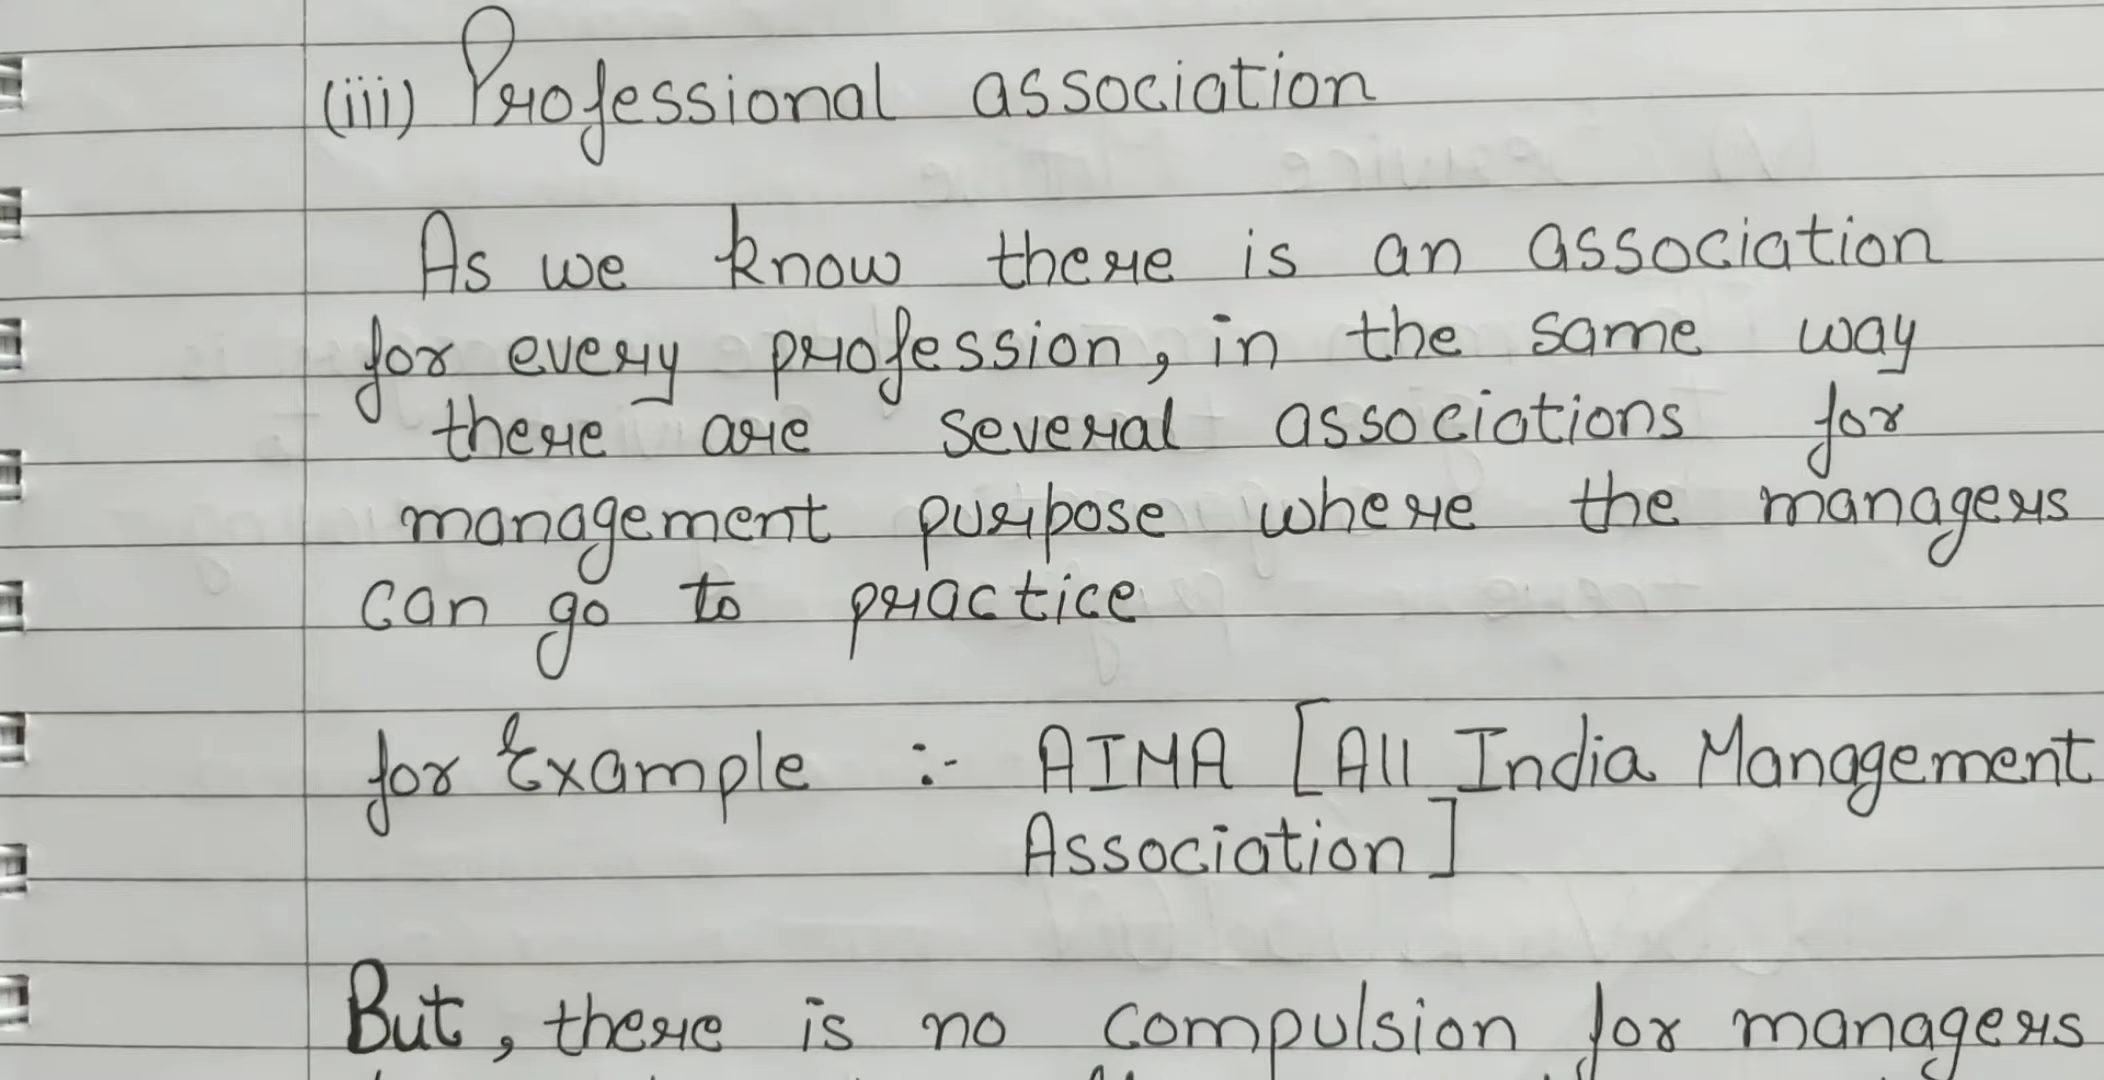 (iii) Professional association
As we know there is an association
for every profession, in the same way
there are several associations for
management purpose where the managers
can go to practice
for Example :- AIMA [All India Management
Association]
But, there is no compulsion for managers